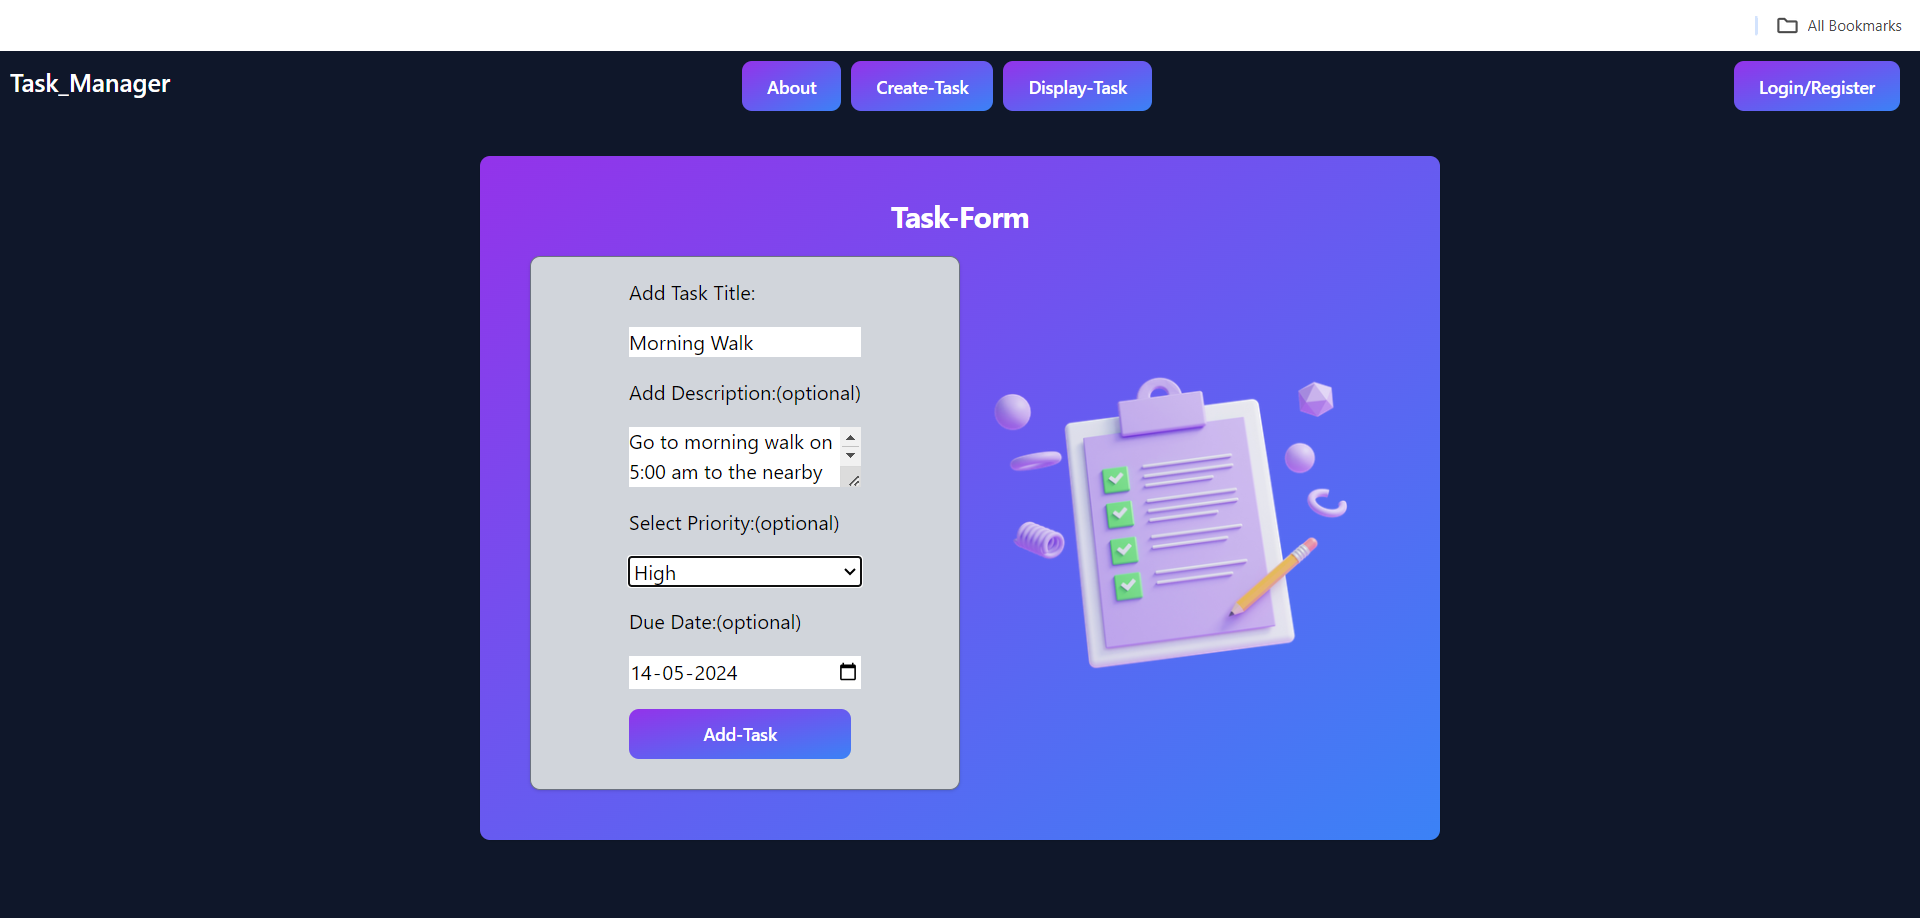 All Bookmarks
Task_Manager
About
Create-Task
Display-Task
Login/Register
Task-Form
Add Task Title:
Morning Walk
Add Description:(optional)
Go to morning walk on
5:00 am to the nearby
Select Priority:(optional)
High
Due Date:(optional)
14-05-2024
Add-Task